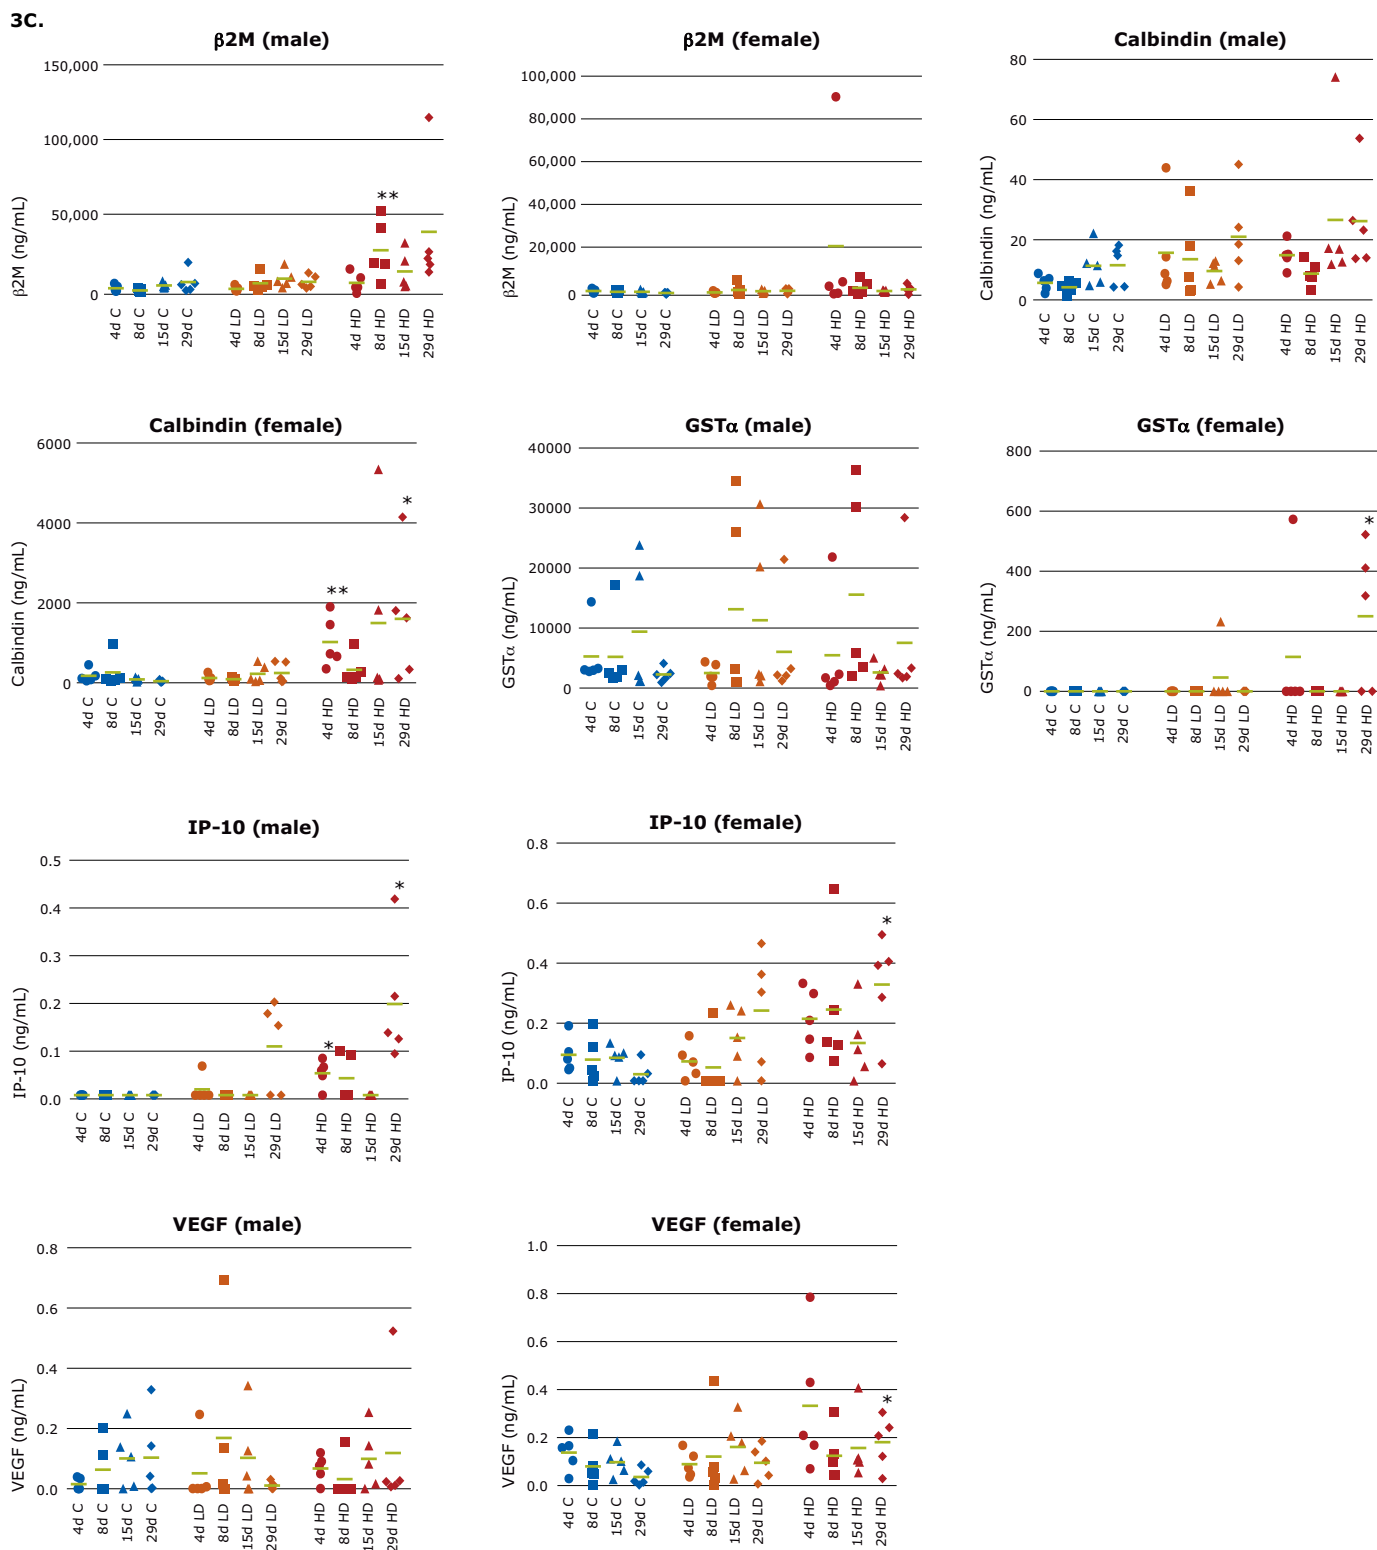 3C.
β2M (male)
150,000
100,000
50,000
0
β2M (ng/mL)
**
4d C
8d C
15d C
29d C
4d LD
8d LD
15d LD
29d LD
4d HD
8d HD
15d HD
29d HD
β2M (female)
100,000
80,000
60,000
40,000
20,000
0
β2M (ng/mL)
4d C
8d C
15d C
29d C
4d LD
8d LD
15d LD
29d LD
4d HD
8d HD
15d HD
29d HD
Calbindin (male)
80
60
40
20
0
Calbindin (ng/mL)
4d C
8d C
15d C
29d C
4d LD
8d LD
15d LD
29d LD
4d HD
8d HD
15d HD
29d HD
Calbindin (female)
6000
4000
2000
0
Calbindin (ng/mL)
**
*
4d C
8d C
15d C
29d C
4d LD
8d LD
15d LD
29d LD
4d HD
8d HD
15d HD
29d HD
GSTα (male)
40000
30000
20000
10000
0
GSTα (ng/mL)
4d C
8d C
15d C
29d C
4d LD
8d LD
15d LD
29d LD
4d HD
8d HD
15d HD
29d HD
GSTα (female)
800
600
400
200
0
GSTα (ng/mL)
*
4d C
8d C
15d C
29d C
4d LD
8d LD
15d LD
29d LD
4d HD
8d HD
15d HD
29d HD
IP-10 (male)
0.5
0.4
0.3
0.2
0.1
0.0
IP-10 (ng/mL)
*
*
4d C
8d C
15d C
29d C
4d LD
8d LD
15d LD
29d LD
4d HD
8d HD
15d HD
29d HD
IP-10 (female)
0.8
0.6
0.4
0.2
0.0
IP-10 (ng/mL)
*
4d C
8d C
15d C
29d C
4d LD
8d LD
15d LD
29d LD
4d HD
8d HD
15d HD
29d HD
VEGF (male)
0.8
0.6
0.4
0.2
0.0
VEGF (ng/mL)
4d C
8d C
15d C
29d C
4d LD
8d LD
15d LD
29d LD
4d HD
8d HD
15d HD
29d HD
VEGF (female)
1.0
0.8
0.6
0.4
0.2
0.0
VEGF (ng/mL)
*
4d C
8d C
15d C
29d C
4d LD
8d LD
15d LD
29d LD
4d HD
8d HD
15d HD
29d HD